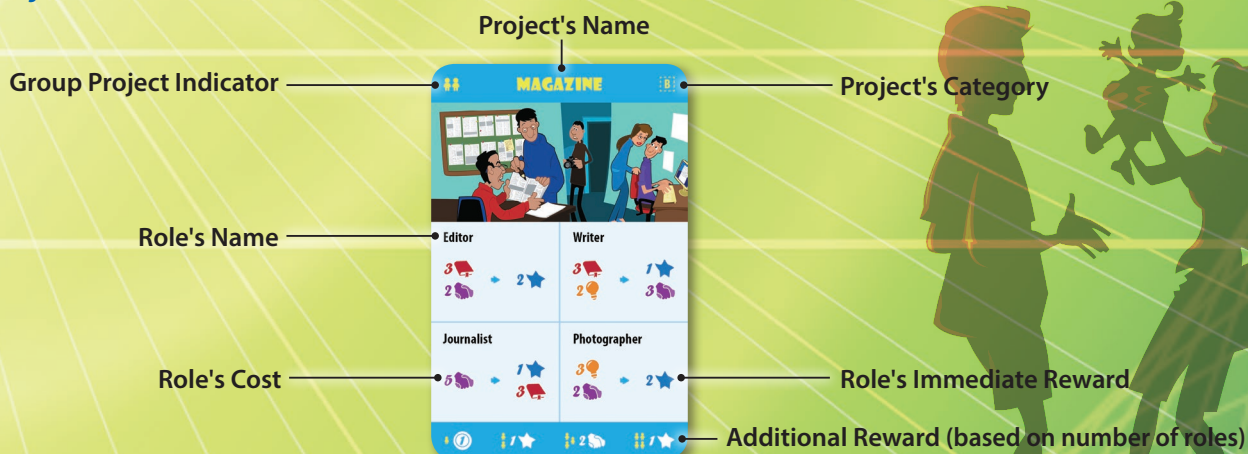 Project's Name
Group Project Indicator
MAGAZINE
B
Project's Category
Role's Name
Editor
Writer
3
2
2
3
2
1
3
Journalist
Photographer
Role's Cost
5
1
3
3
2
2
Role's Immediate Reward
1
1
2
1
Additional Reward (based on number of roles)